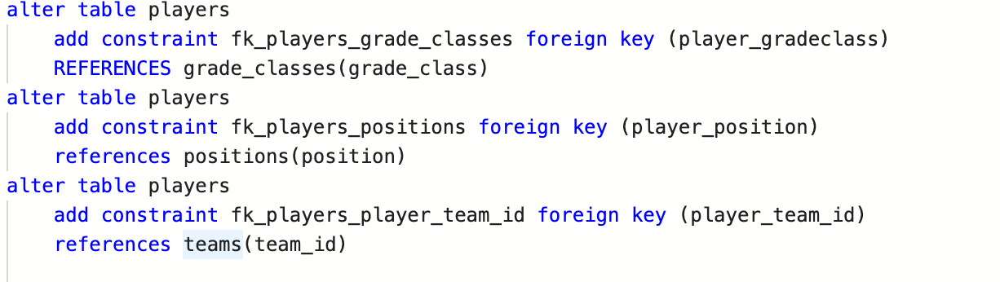 alter table players
    add constraint fk_players_grade_classes foreign key (player_gradeclass)
    REFERENCES grade_classes(grade_class)
alter table players
    add constraint fk_players_positions foreign key (player_position)
    references positions(position)
alter table players
    add constraint fk_players_player_team_id foreign key (player_team_id)
    references teams(team_id)